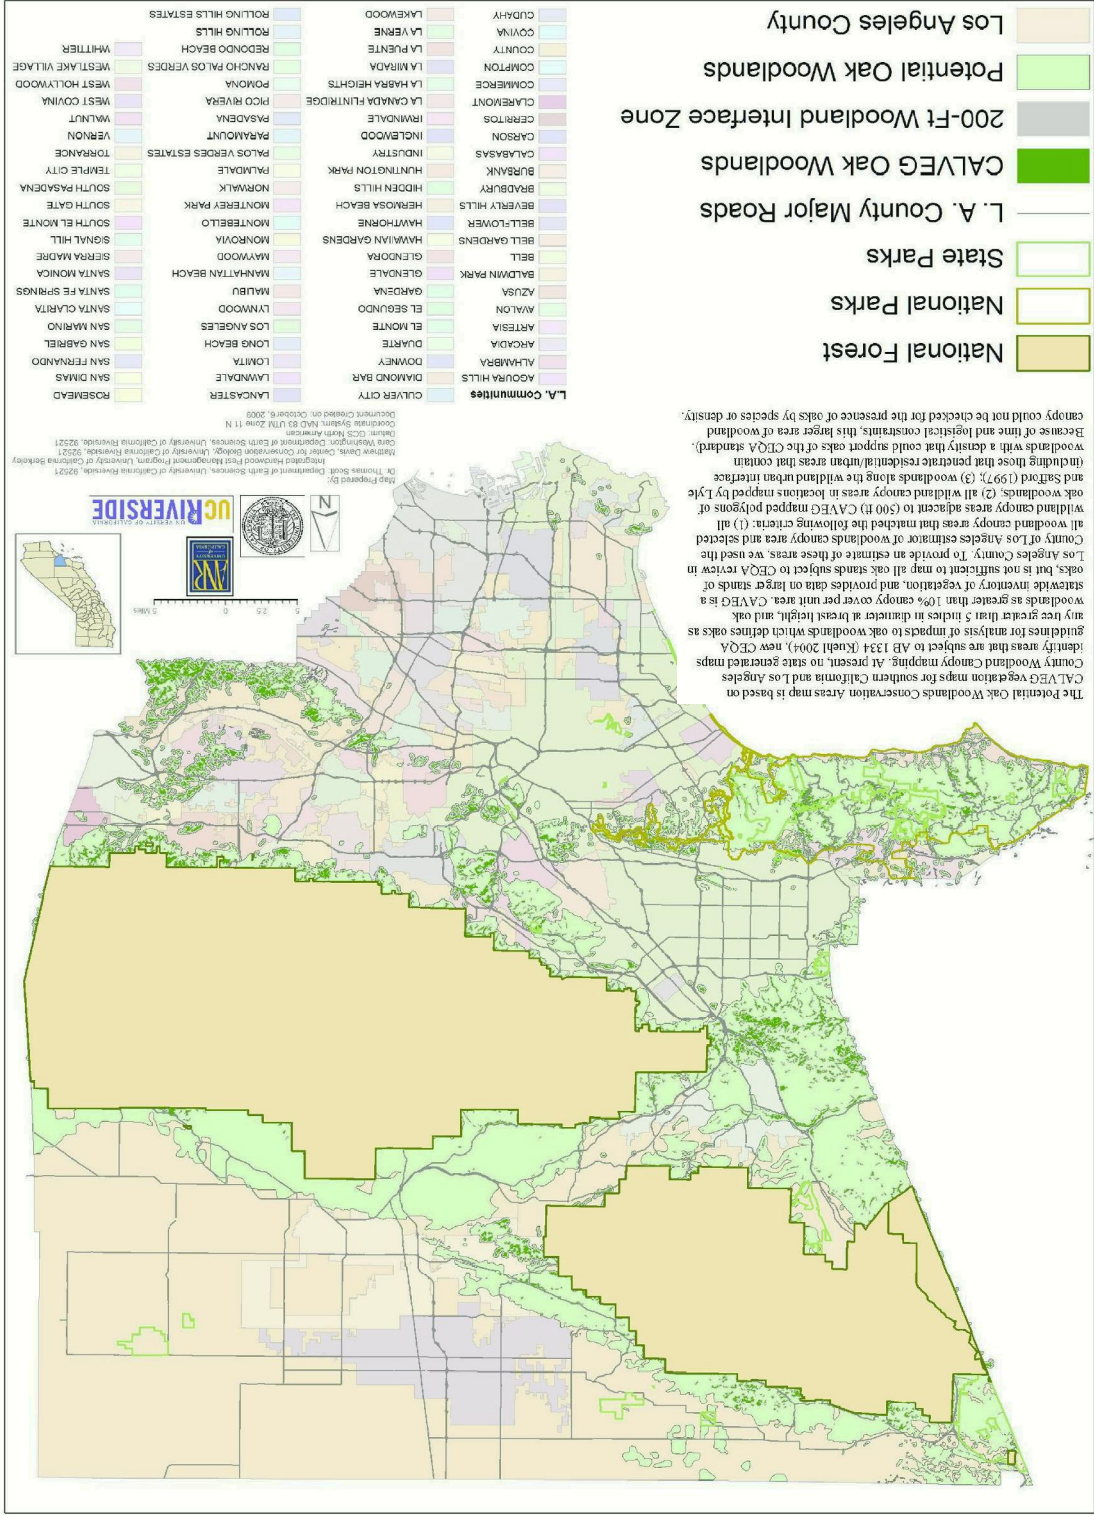 The Potential Oak Woodlands Conservation Areas map is based on
CALVEG vegetation maps for southern California and Los Angeles
County Woodland Canopy mapping. At present, no state generated maps
identify areas that are subject to AB 1334 (Kuehl 2004), new CEQA
guidelines for analysis of impacts to oak woodlands which defines oaks as
any tree greater than 5 inches in diameter at breast height, and oak
woodlands as greater than 10% canopy cover per unit area. CAVEG is a
statewide inventory of vegetation, and provides data on larger stands of
oaks, but is not sufficient to map all oak stands subject to CEQA review in
Los Angeles County. To provide an estimate of these areas, we used the
County of Los Angeles estimator of woodlands canopy area and selected
all woodland canopy areas that matched the following criteria: (1) all
wildland canopy areas adjacent to (500 ft) CAVEG mapped polygons of
oak woodlands, (2) all wildland canopy areas in locations mapped by Lyle
and Safford (1997); (3) woodlands along the wildland urban interface
(including those that penetrate residential/urban areas that contain
woodlands with a density that could support oaks of the CEQA standard).
Because of time and logistical constraints, this larger area of woodland
canopy could not be checked for the presence of oaks by species or density.
National Forest
National Parks
State Parks
L. A. County Major Roads
CALVEG Oak Woodlands
200-Ft Woodland Interface Zone
Potential Oak Woodlands
Los Angeles County
5 2.5 0 5 Miles
ANR
UNIVERSITY OF CALIFORNIA
N
UNIVERSITY OF CALIFORNIA
UCRIVERSIDE
Map Prepared By:
Dr Thomas Scott: Department of Earth Sciences, University of California Riverside, 92521
Integrated Hardwood Pest Management Program, University of California Berkeley
Matthew Davis, Center for Conservation Biology, University of California Riverside, 92521
Cara Washington: Department of Earth Sciences, University of California Riverside, 92521
Datum: GCS North American
Coordinate System: NAD 83 UTM Zone 11 N
Document Created on: October 6, 2009
L.A. Communities
AGOURA HILLS
ALHAMBRA
ARCADIA
ARTESIA
AVALON
AZUSA
BALDWIN PARK
BELL
BELL GARDENS
BELL-FLOWER
BEVERLY HILLS
BRADBURY
BURBANK
CALABASAS
CARSON
CERRITOS
CLAREMONT
COMMERCE
COMPTON
COUNTY
COVINA
CUDAHY
CULVER CITY
DIAMOND BAR
DOWNEY
DUARTE
EL MONTE
EL SEGUNDO
GARDENA
GLENDALE
GLENDORA
HAWAIIAN GARDENS
HAWTHORNE
HERMOSA BEACH
HIDDEN HILLS
HUNTINGTON PARK
INDUSTRY
INGLEWOOD
IRWINDALE
LA CANADA FLINTRIDGE
LA HABRA HEIGHTS
LA MIRADA
LA PUENTE
LA VERNE
LAKEWOOD
LANCASTER
LAWNDALE
LOMITA
LONG BEACH
LOS ANGELES
LYNWOOD
MALIBU
MANHATTAN BEACH
MAYWOOD
MONROVIA
MONTEBELLO
MONTEREY PARK
NORWALK
PALMDALE
PALOS VERDES ESTATES
PARAMOUNT
PASADENA
PICO RIVERA
POMONA
RANCHO PALOS VERDES
REDONDO BEACH
ROLLING HILLS
ROLLING HILLS ESTATES
ROSEMEAD
SAN DIMAS
SAN FERNANDO
SAN GABRIEL
SAN MARINO
SANTA CLARITA
SANTA FE SPRINGS
SANTA MONICA
SIERRA MADRE
SIGNAL HILL
SOUTH EL MONTE
SOUTH GATE
SOUTH PASADENA
TEMPLE CITY
TORRANCE
VERNON
WALNUT
WEST COVINA
WEST HOLLYWOOD
WESTLAKE VILLAGE
WHITTIER